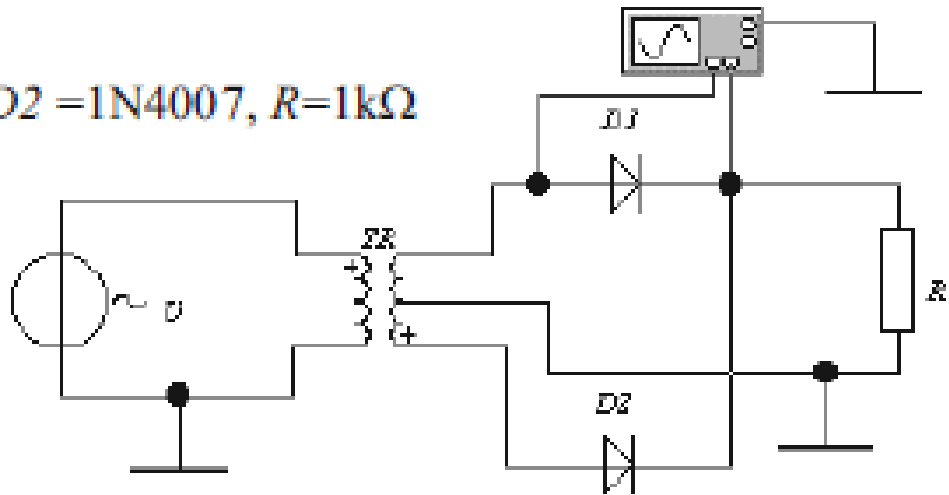 D2 =1N4007, R=1kΩ
D1
TR
+
~ U
+
R
D2